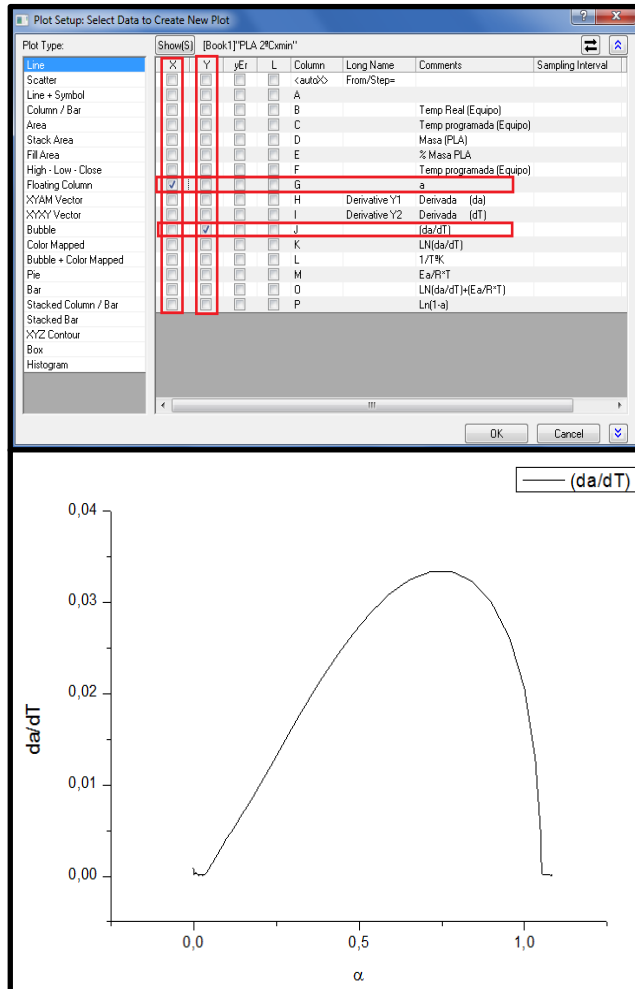 Plot Setup: Select Data to Create New Plot
Plot Type: Show(S) [Book1]"PLA 2ªCxmin"
Line
Scatter
Line + Symbol
Column / Bar
Area
Stack Area
Fill Area
High - Low - Close
Floating Column
XYAM Vector
XYXY Vector
Bubble
Color Mapped
Bubble + Color Mapped
Pie
Bar
Stacked Column / Bar
Stacked Bar
XYZ Contour
Box
Histogram
X Y yEr L Column Long Name Comments Sampling Interval
<autoX> From/Step=
A
B Temp Real (Equipo)
C Temp programada (Equipo)
D Masa (PLA)
E % Masa PLA
F Temp programada (Equipo)
G a
H Derivative Y1 Derivada (da)
I Derivative Y2 Derivada (dT)
J (da/dT)
K LN(da/dT)
L 1/TªK
M Ea/R*T
O LN(da/dT)+(Ea/R*T)
P Ln(1-a)
OK Cancel
(da/dT)
0,04
0,03
0,02
0,01
0,00
da/dT
0,0 0,5 1,0
α